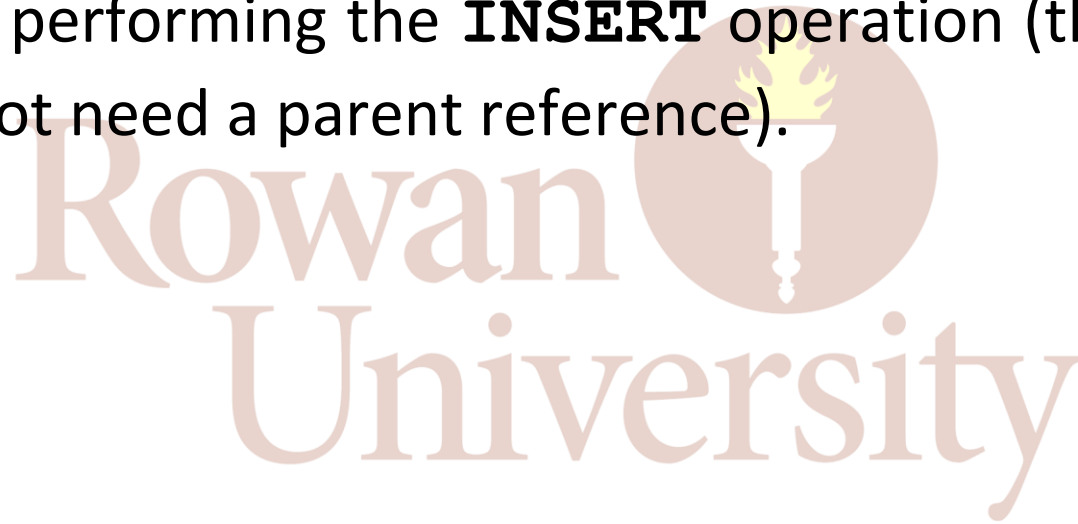 performing the INSERT operation (th
ot need a parent reference).
Rowan
University